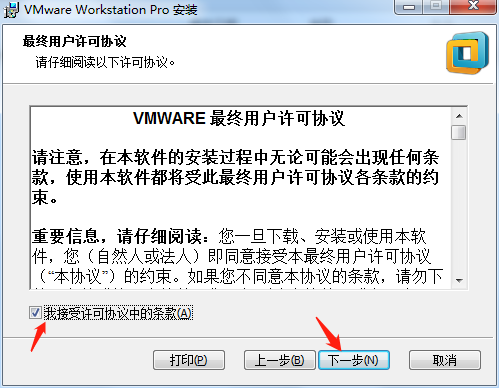 VMware Workstation Pro 安装
最终用户许可协议
请仔细阅读以下许可协议。
VMWARE 最终用户许可协议
请注意，在本软件的安装过程中无论可能会出现任何条
款，使用本软件都将受此最终用户许可协议各条款的约
束。
重要信息，请仔细阅读：您一旦下载、安装或使用本软
件，您（自然人或法人）即同意接受本最终用户许可协议
（“本协议”）的约束。如果您不同意本协议的条款，请勿下
我接受许可协议中的条款(A)
打印(P)
上一步(B)
下一步(N)
取消